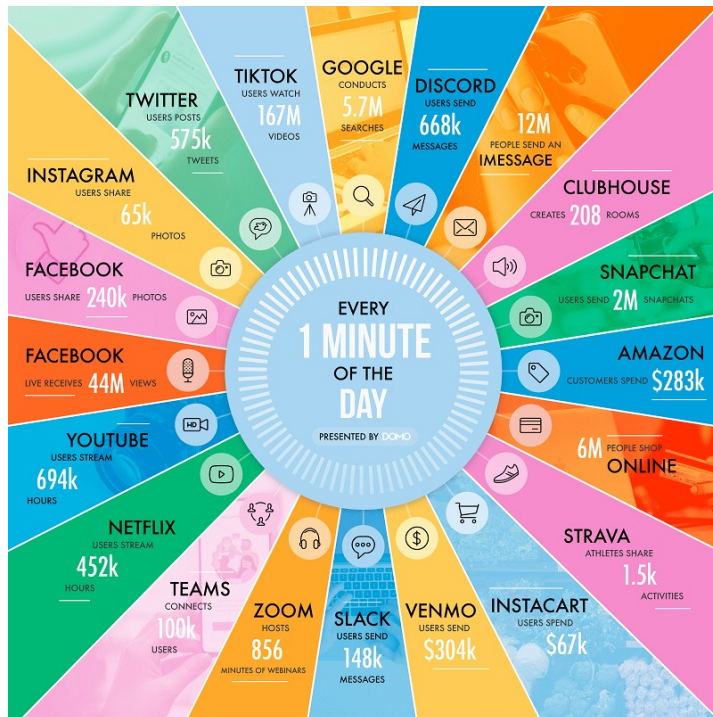 EVERY
1 MINUTE
OF THE
DAY
PRESENTED BY DOMO
GOOGLE
CONDUCTS
5.7M
SEARCHES
DISCORD
USERS SEND
668k
MESSAGES
12M
PEOPLE SEND AN
IMESSAGE
CLUBHOUSE
CREATES 208 ROOMS
SNAPCHAT
USERS SEND 2M SNAPCHATS
AMAZON
CUSTOMERS SPEND $283k
6M PEOPLE SHOP
ONLINE
STRAVA
ATHLETES SHARE
1.5k
ACTIVITIES
INSTACART
USERS SPEND
$67k
VENMO
USERS SEND
$304k
SLACK
USERS SEND
148k
MESSAGES
ZOOM
HOSTS
856
MINUTES OF WEBINARS
TEAMS
CONNECTS
100k
USERS
NETFLIX
USERS STREAM
452k
HOURS
YOUTUBE
USERS STREAM
694k
HOURS
HD
FACEBOOK
LIVE RECEIVES 44M VIEWS
FACEBOOK
USERS SHARE 240k PHOTOS
INSTAGRAM
USERS SHARE
65k
PHOTOS
TWITTER
USERS POSTS
575k
TWEETS
TIKTOK
USERS WATCH
167M
VIDEOS